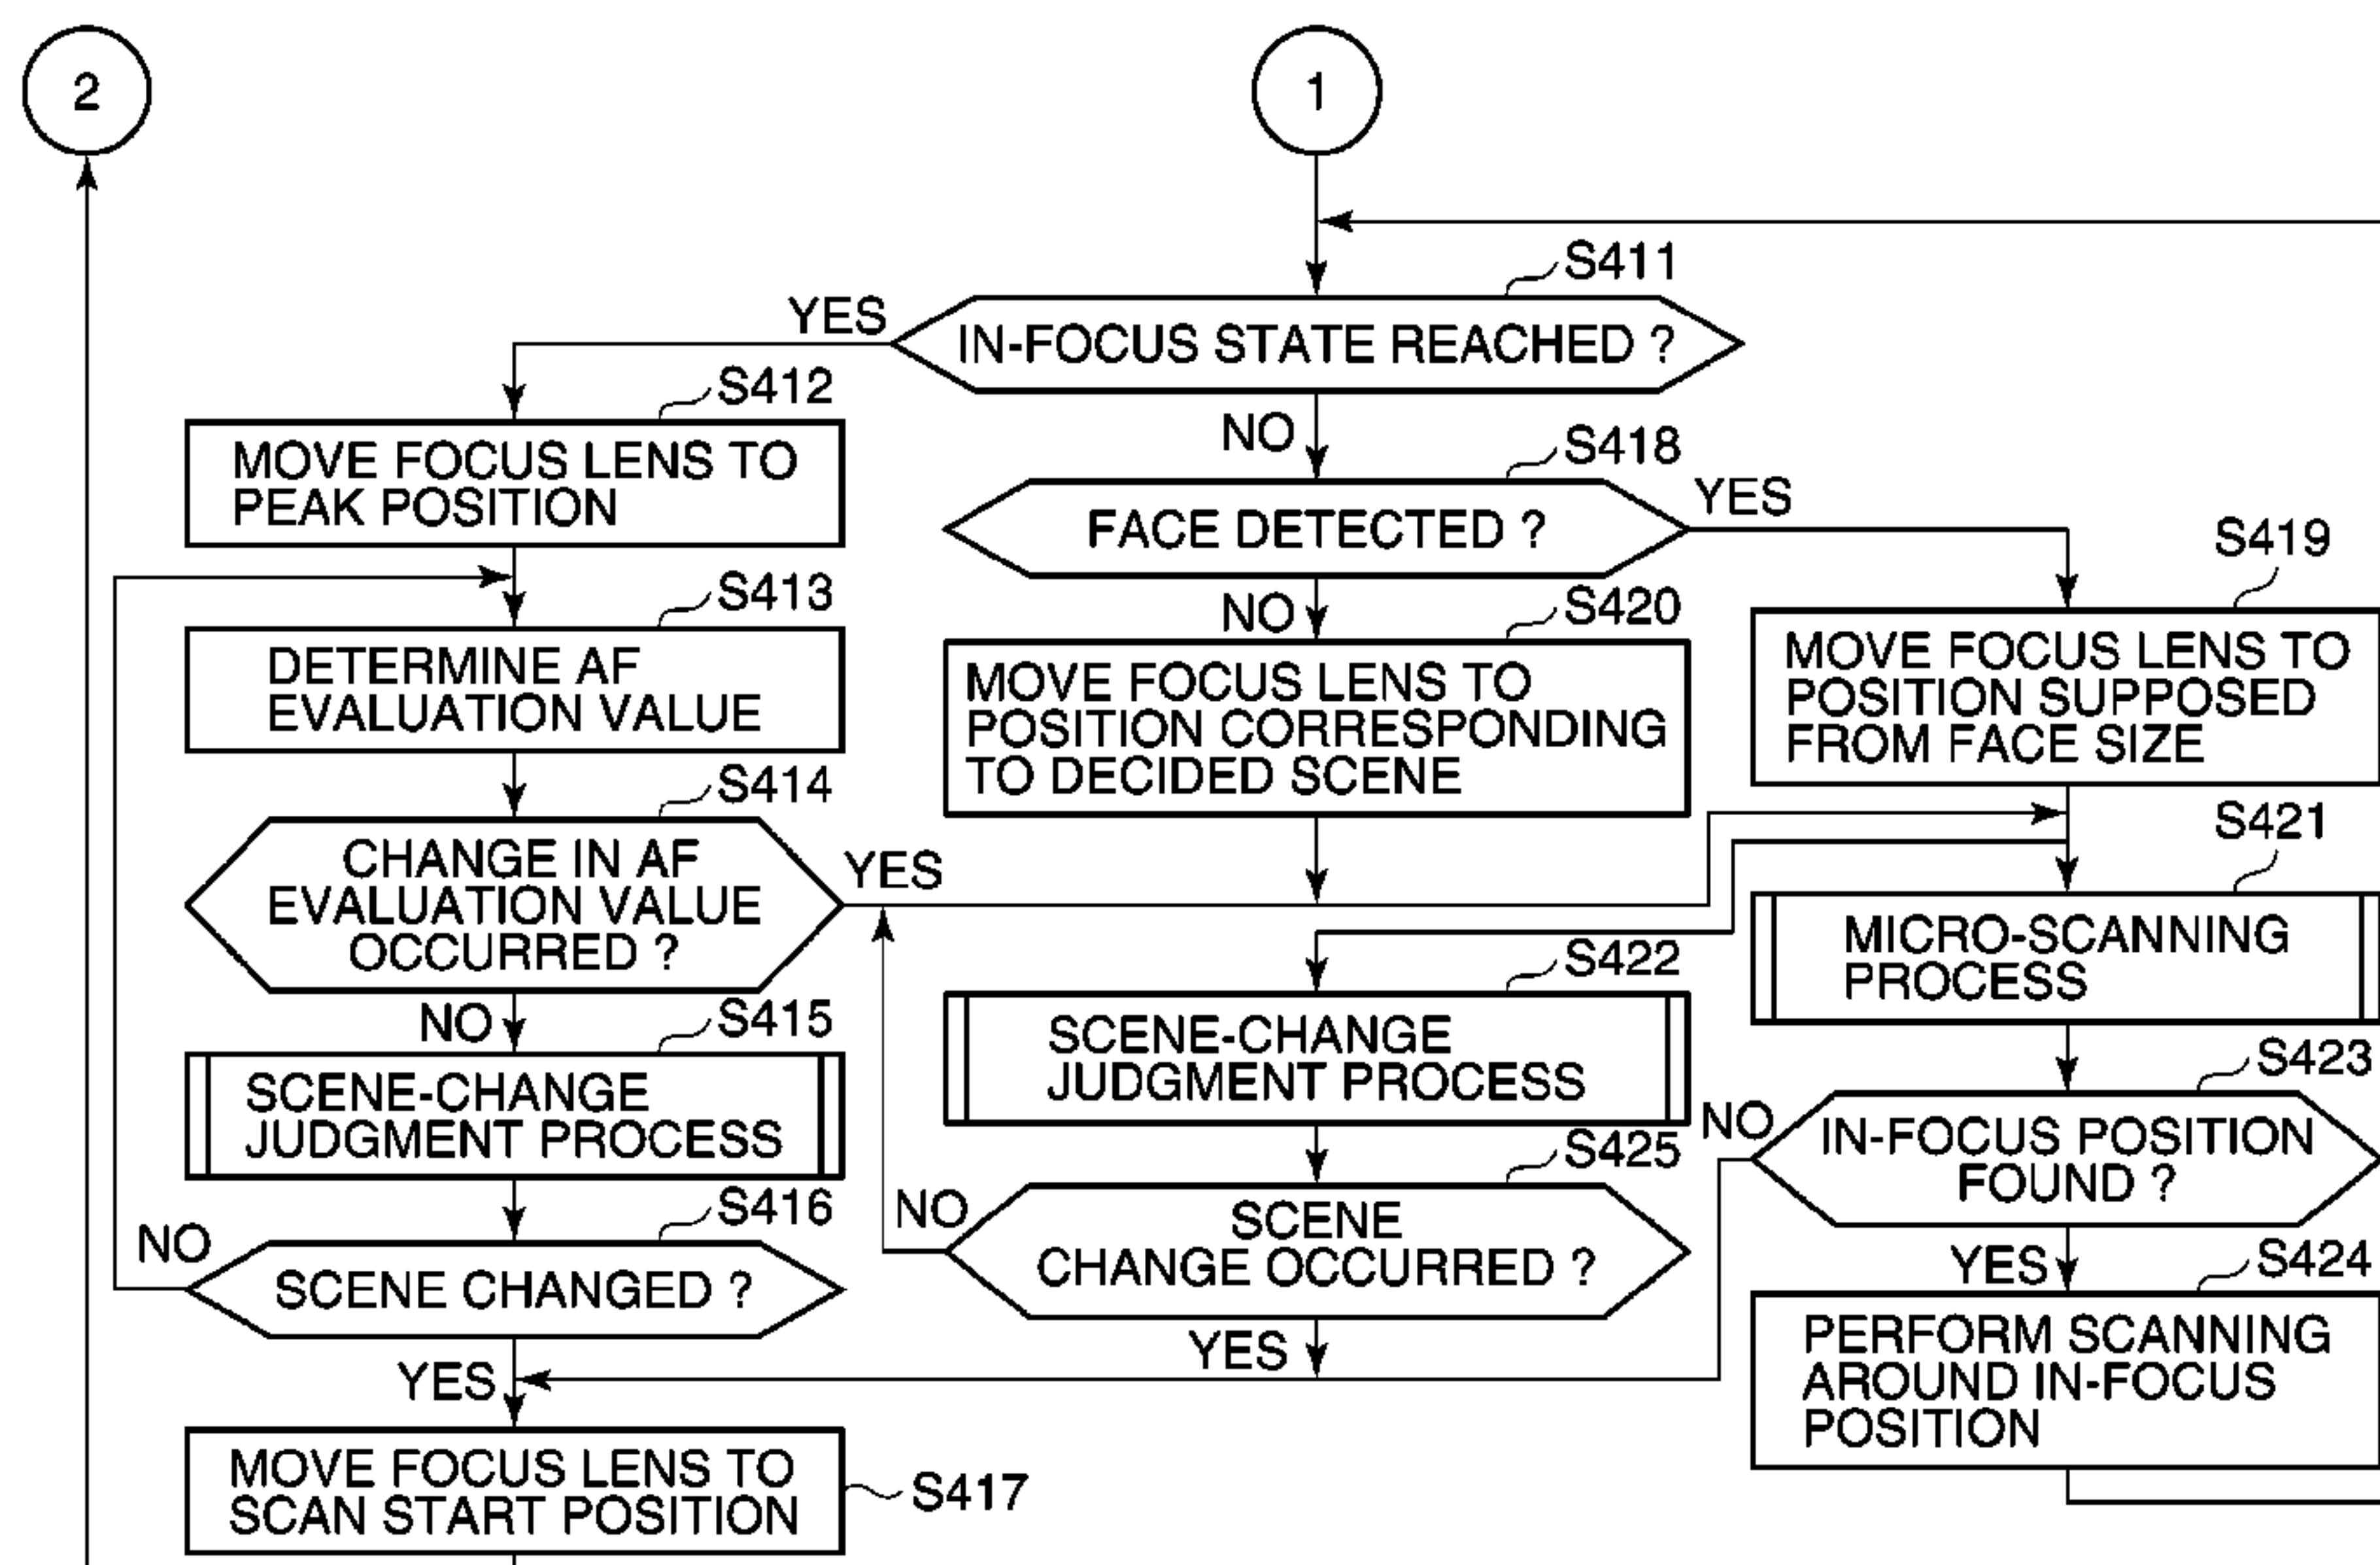 2
1
S411
YES
IN-FOCUS STATE REACHED ?
S412
NO
S418
MOVE FOCUS LENS TO
PEAK POSITION
YES
FACE DETECTED ?
S419
S413
NO
S420
DETERMINE AF
EVALUATION VALUE
MOVE FOCUS LENS TO
POSITION CORRESPONDING
TO DECIDED SCENE
MOVE FOCUS LENS TO
POSITION SUPPOSED
FROM FACE SIZE
S414
S421
CHANGE IN AF
EVALUATION VALUE
OCCURRED ?
YES
S422
MICRO-SCANNING
PROCESS
NO
S415
SCENE-CHANGE
JUDGMENT PROCESS
S423
SCENE-CHANGE
JUDGMENT PROCESS
NO
IN-FOCUS POSITION
FOUND ?
S425
S416
NO
NO
SCENE
CHANGE OCCURRED ?
YES
S424
SCENE CHANGED ?
YES
YES
PERFORM SCANNING
AROUND IN-FOCUS
POSITION
MOVE FOCUS LENS TO
SCAN START POSITION
S417